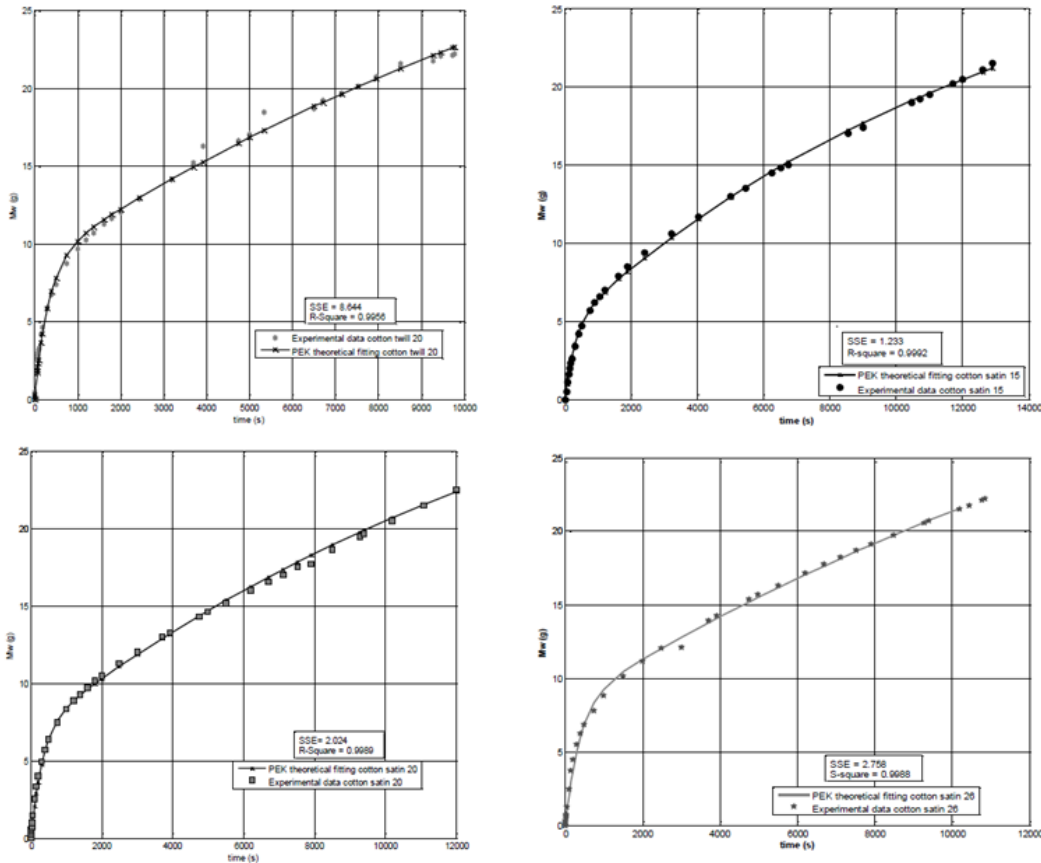 25
20
15
10
5
0
Mw (g)
0 1000 2000 3000 4000 5000 6000 7000 8000 9000 10000
time (s)
SSE = 8.644
R-Square = 0.9956
Experimental data cotton twill 20
PEK theoretical fitting cotton twill 20
25
20
15
10
5
0
Mw (g)
0 2000 4000 6000 8000 10000 12000 14000
time (s)
SSE = 1.233
R-square = 0.9992
PEK theoretical fitting cotton satin 15
Experimental data cotton satin 15
25
20
15
10
5
0
Mw (g)
0 2000 4000 6000 8000 10000 12000
time (s)
SSE= 2.024
R-Square = 0.9989
PEK theoretical fitting cotton satin 20
Experimental data cotton satin 20
25
20
15
10
5
0
Mw (g)
0 2000 4000 6000 8000 10000 12000
time (s)
SSE = 2.758
S-square = 0.9988
PEK theoretical fitting cotton satin 26
Experimental data cotton satin 26